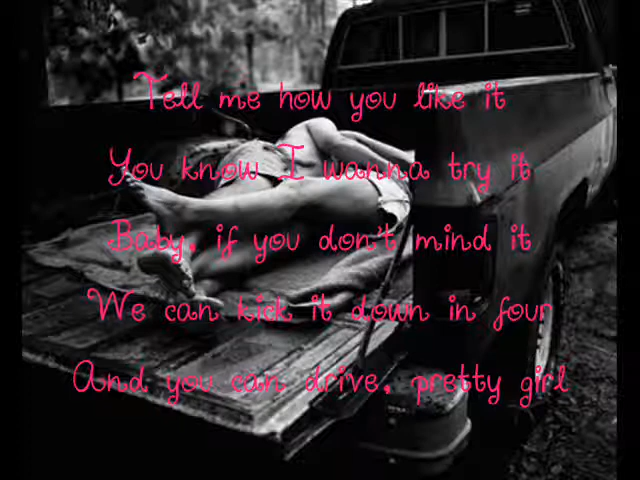 Tell me how you like it
You know I wanna try it
Baby, if you don't mind it
We can kick it down in four
And you can drive, pretty girl